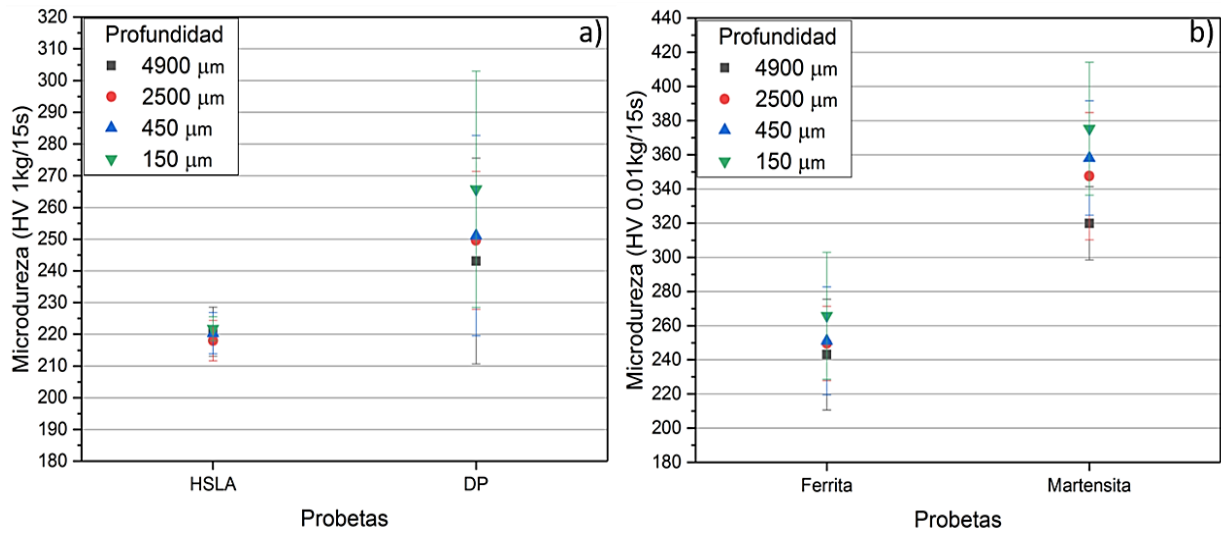 a)
Profundidad
4900 μm
2500 μm
450 μm
150 μm
Microdureza (HV 1kg/15s)
320
310
300
290
280
270
260
250
240
230
220
210
200
190
180
HSLA
DP
Probetas
b)
Profundidad
4900 μm
2500 μm
450 μm
150 μm
Microdureza (HV 0.01kg/15s)
440
420
400
380
360
340
320
300
280
260
240
220
200
180
Ferrita
Martensita
Probetas